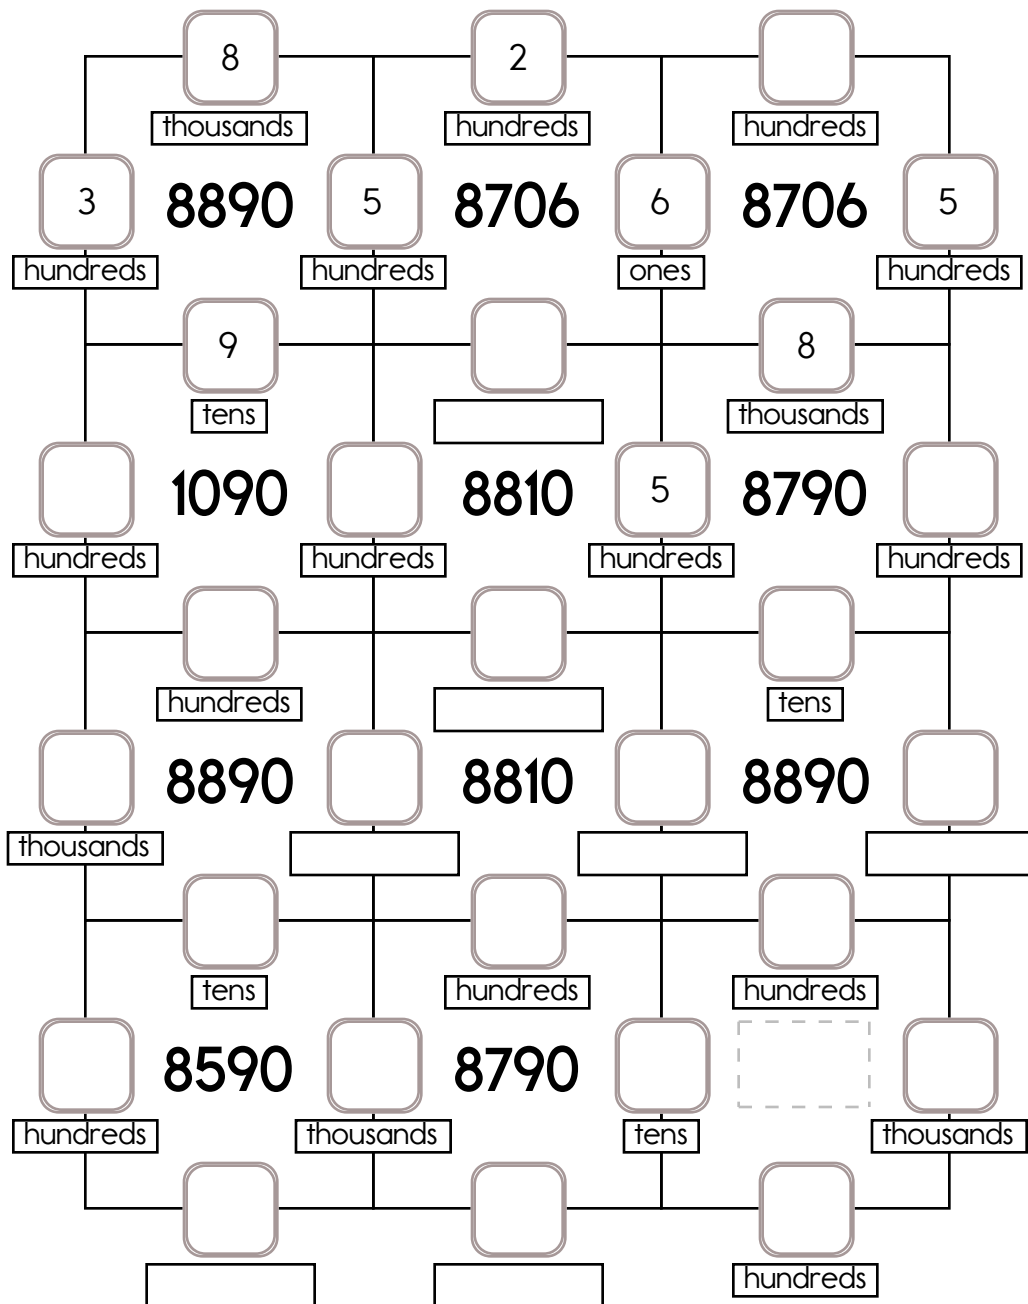 8 2
thousands hundreds hundreds
3 8890 5 8706 6 8706 5
hundreds hundreds ones hundreds
9 8
tens thousands
1090 8810 5 8790
hundreds hundreds hundreds hundreds
hundreds tens
8890 8810 8890
thousands
tens hundreds hundreds
8590 8790
hundreds thousands tens thousands
hundreds